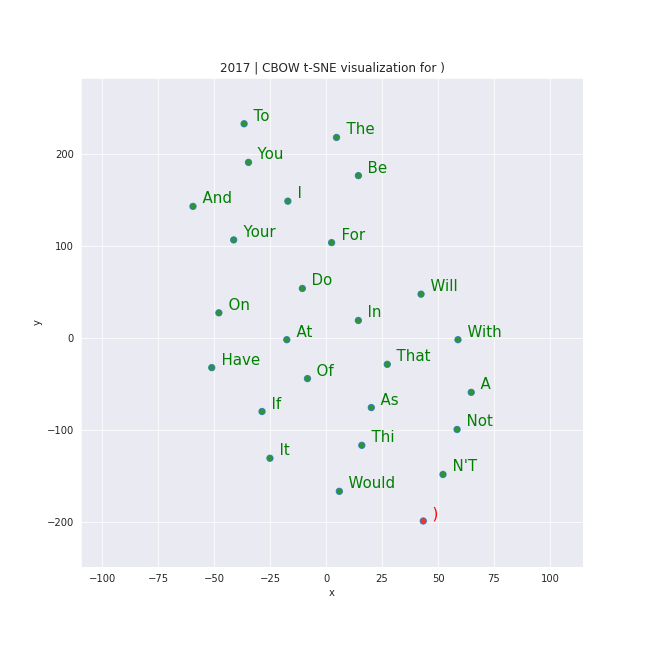 2017 | CBOW t-SNE visualization for )
To
The
You
Be
I
And
Your
For
Do
Will
On
In
At
With
That
Have
Of
A
As
If
Not
Thi
It
N'T
Would
)
200
100
0
−100
−200
y
−100 −75 −50 −25 0 25 50 75 100
x